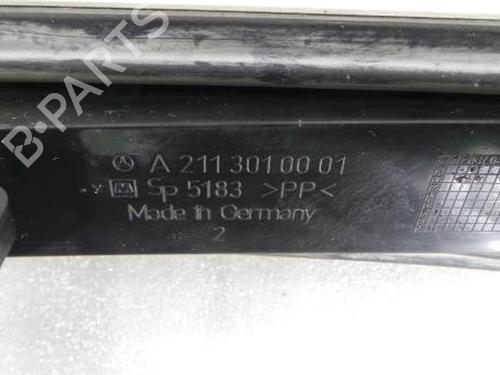 A 211 301 00 01
Sp 5183 >PP<
Made in Germany
2
B-PARTS